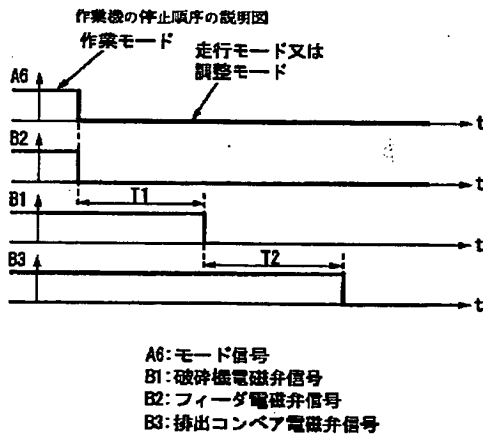 作業機の停止順序の説明図
作業モード
走行モード又は
調整モード
A6
t
B2
t
T1
B1
t
T2
B3
t
A6:モード信号
B1:破砕機電磁弁信号
B2:フィーダ電磁弁信号
B3:排出コンベア電磁弁信号